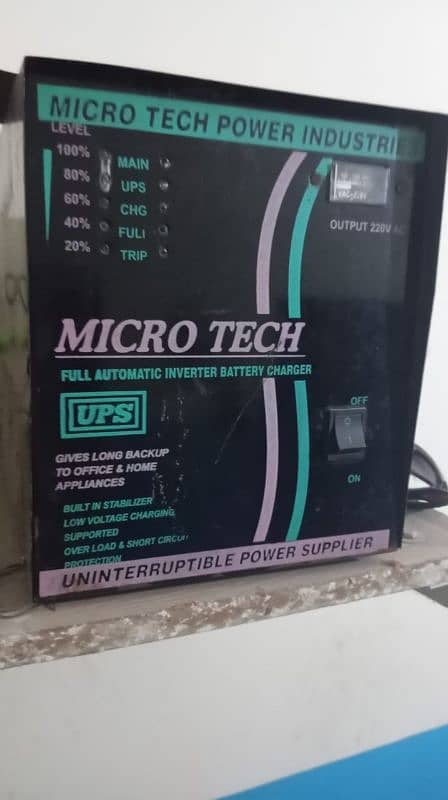 MICRO TECH POWER INDUSTRIE
LEVEL
100% MAIN
80% UPS
60% CHG
40% FULL
20% TRIP
OUTPUT 220V AC
MICRO TECH
FULL AUTOMATIC INVERTER BATTERY CHARGER
UPS
OFF
GIVES LONG BACKUP
TO OFFICE & HOME
APPLIANCES
ON
BUILT IN STABILIZER
LOW VOLTAGE CHARGING
SUPPORTED
OVER LOAD & SHORT CIRCUIT
PROTECTION
UNINTERRUPTIBLE POWER SUPPLIER